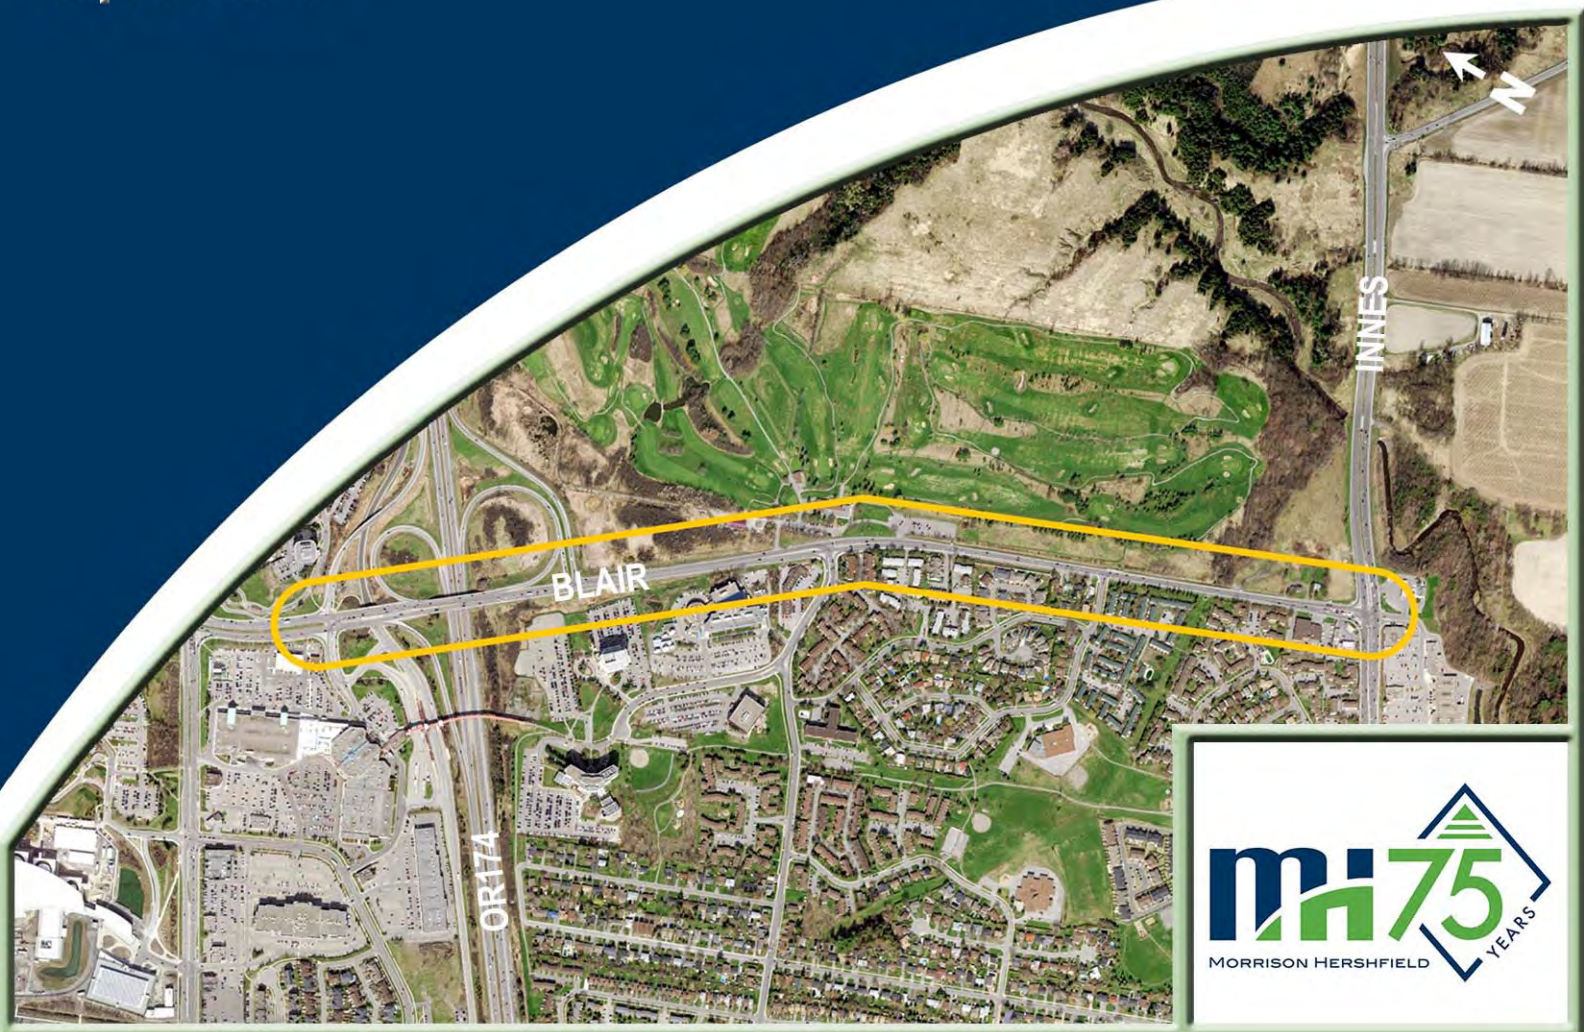 N
INNES
BLAIR
OR174
mh75
YEARS
MORRISON HERSHFIELD